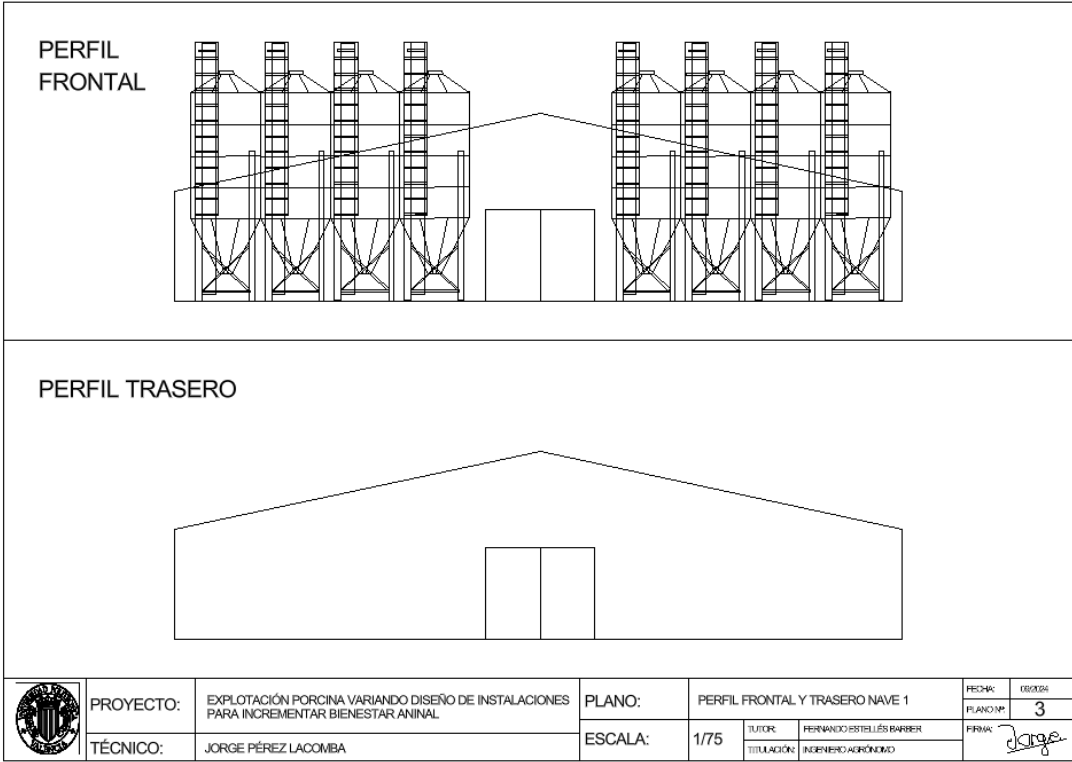 PERFIL
FRONTAL
PERFIL TRASERO
PROYECTO:
EXPLOTACIÓN PORCINA VARIANDO DISEÑO DE INSTALACIONES
PARA INCREMENTAR BIENESTAR ANINAL
TÉCNICO:
JORGE PÉREZ LACOMBA
PLANO:
PERFIL FRONTAL Y TRASERO NAVE 1
ESCALA:
1/75
TUTOR:
FERNANDO ESTELLÉS BARBER
TITULACIÓN:
INGENIERO AGRÓNOMO
FECHA:
PLANO Nº:
3
FIRMA:
Jorge